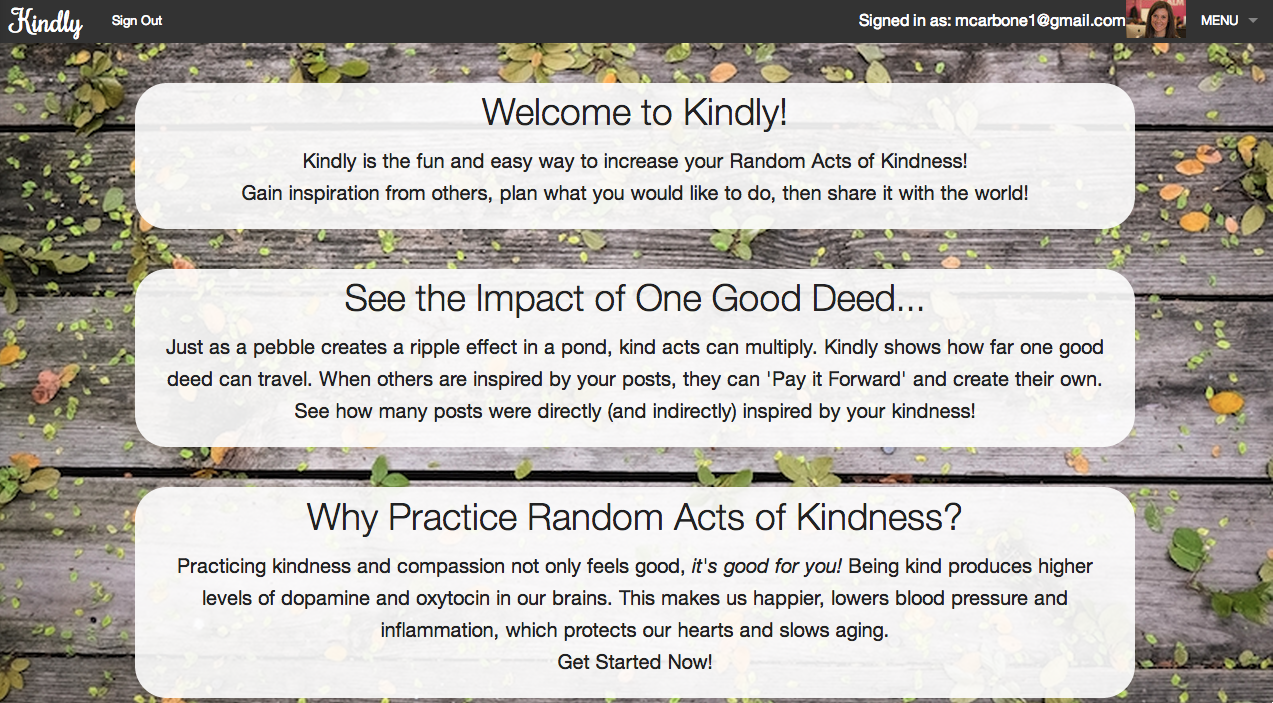 Kindly
Sign Out
Signed in as: mcarbone1@gmail.com
MENU
Welcome to Kindly!
Kindly is the fun and easy way to increase your Random Acts of Kindness!
Gain inspiration from others, plan what you would like to do, then share it with the world!
See the Impact of One Good Deed...
Just as a pebble creates a ripple effect in a pond, kind acts can multiply. Kindly shows how far one good
deed can travel. When others are inspired by your posts, they can 'Pay it Forward' and create their own.
See how many posts were directly (and indirectly) inspired by your kindness!
Why Practice Random Acts of Kindness?
Practicing kindness and compassion not only feels good, it's good for you! Being kind produces higher
levels of dopamine and oxytocin in our brains. This makes us happier, lowers blood pressure and
inflammation, which protects our hearts and slows aging.
Get Started Now!